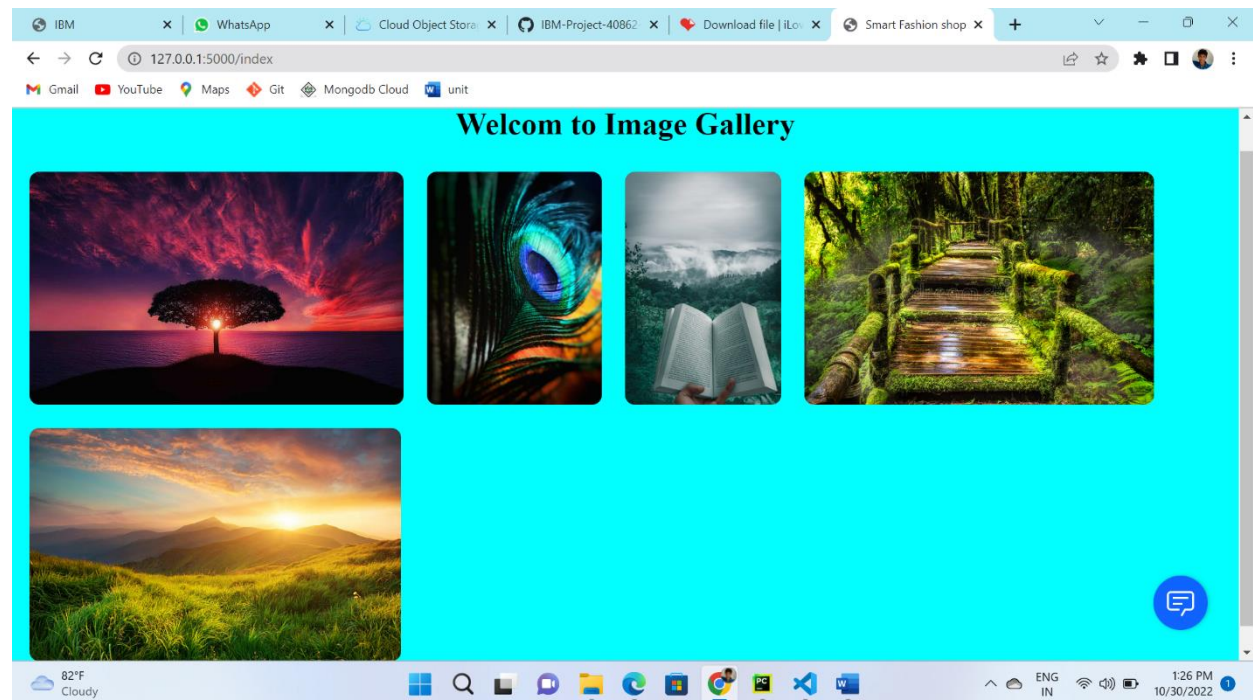 IBM
WhatsApp
Cloud Object Stora
IBM-Project-40862
Download file | iLov
Smart Fashion shop
127.0.0.1:5000/index
Gmail
YouTube
Maps
Git
Mongodb Cloud
unit
Welcom to Image Gallery
82°F
Cloudy
ENG
IN
1:26 PM
10/30/2022
1